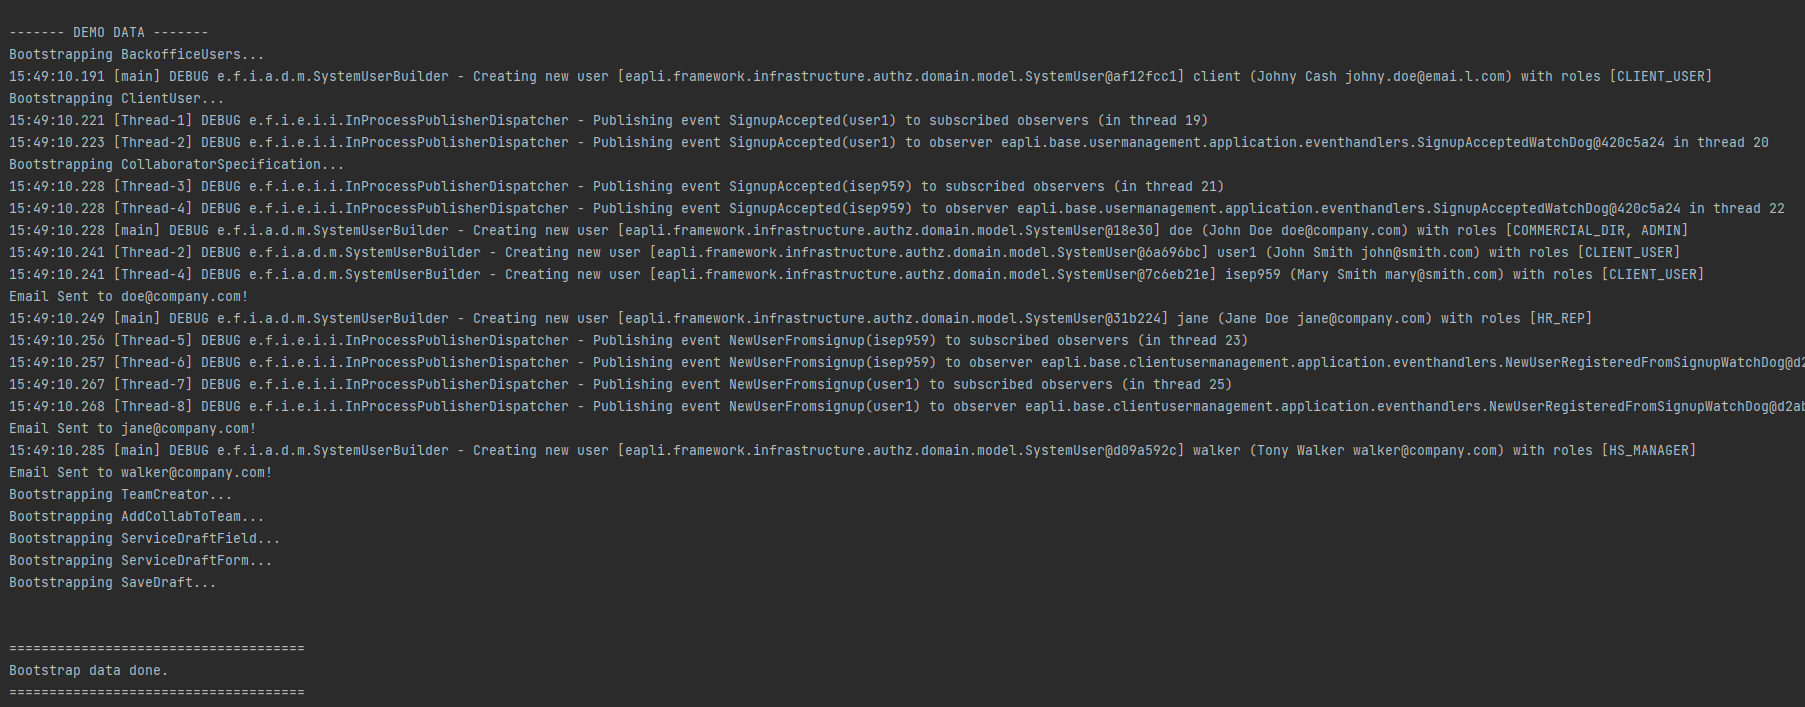 ------- DEMO DATA -------
Bootstrapping BackofficeUsers...
15:49:10.191 [main] DEBUG e.f.i.a.d.m.SystemUserBuilder - Creating new user [eapli.framework.infrastructure.authz.domain.model.SystemUser@af12fcc1] client (Johny Cash johny.doe@emai.l.com) with roles [CLIENT_USER]
Bootstrapping ClientUser...
15:49:10.221 [Thread-1] DEBUG e.f.i.e.i.i.InProcessPublisherDispatcher - Publishing event SignupAccepted(user1) to subscribed observers (in thread 19)
15:49:10.223 [Thread-2] DEBUG e.f.i.e.i.i.InProcessPublisherDispatcher - Publishing event SignupAccepted(user1) to observer eapli.base.usermanagement.application.eventhandlers.SignupAcceptedWatchDog@420c5a24 in thread 20
Bootstrapping CollaboratorSpecification...
15:49:10.228 [Thread-3] DEBUG e.f.i.e.i.i.InProcessPublisherDispatcher - Publishing event SignupAccepted(isep959) to subscribed observers (in thread 21)
15:49:10.228 [Thread-4] DEBUG e.f.i.e.i.i.InProcessPublisherDispatcher - Publishing event SignupAccepted(isep959) to observer eapli.base.usermanagement.application.eventhandlers.SignupAcceptedWatchDog@420c5a24 in thread 22
15:49:10.228 [main] DEBUG e.f.i.a.d.m.SystemUserBuilder - Creating new user [eapli.framework.infrastructure.authz.domain.model.SystemUser@18e30] doe (John Doe doe@company.com) with roles [COMMERCIAL_DIR, ADMIN]
15:49:10.241 [Thread-2] DEBUG e.f.i.a.d.m.SystemUserBuilder - Creating new user [eapli.framework.infrastructure.authz.domain.model.SystemUser@6a696bc] user1 (John Smith john@smith.com) with roles [CLIENT_USER]
15:49:10.241 [Thread-4] DEBUG e.f.i.a.d.m.SystemUserBuilder - Creating new user [eapli.framework.infrastructure.authz.domain.model.SystemUser@7c6eb21e] isep959 (Mary Smith mary@smith.com) with roles [CLIENT_USER]
Email Sent to doe@company.com!
15:49:10.249 [main] DEBUG e.f.i.a.d.m.SystemUserBuilder - Creating new user [eapli.framework.infrastructure.authz.domain.model.SystemUser@31b224] jane (Jane Doe jane@company.com) with roles [HR_REP]
15:49:10.256 [Thread-5] DEBUG e.f.i.e.i.i.InProcessPublisherDispatcher - Publishing event NewUserFromsignup(isep959) to subscribed observers (in thread 23)
15:49:10.257 [Thread-6] DEBUG e.f.i.e.i.i.InProcessPublisherDispatcher - Publishing event NewUserFromsignup(isep959) to observer eapli.base.clientusermanagement.application.eventhandlers.NewUserRegisteredFromSignupWatchDog@d2
15:49:10.267 [Thread-7] DEBUG e.f.i.e.i.i.InProcessPublisherDispatcher - Publishing event NewUserFromsignup(user1) to subscribed observers (in thread 25)
15:49:10.268 [Thread-8] DEBUG e.f.i.e.i.i.InProcessPublisherDispatcher - Publishing event NewUserFromsignup(user1) to observer eapli.base.clientusermanagement.application.eventhandlers.NewUserRegisteredFromSignupWatchDog@d2ab
Email Sent to jane@company.com!
15:49:10.285 [main] DEBUG e.f.i.a.d.m.SystemUserBuilder - Creating new user [eapli.framework.infrastructure.authz.domain.model.SystemUser@d09a592c] walker (Tony Walker walker@company.com) with roles [HS_MANAGER]
Email Sent to walker@company.com!
Bootstrapping TeamCreator...
Bootstrapping AddCollabToTeam...
Bootstrapping ServiceDraftField...
Bootstrapping ServiceDraftForm...
Bootstrapping SaveDraft...
=====================================
Bootstrap data done.
=====================================